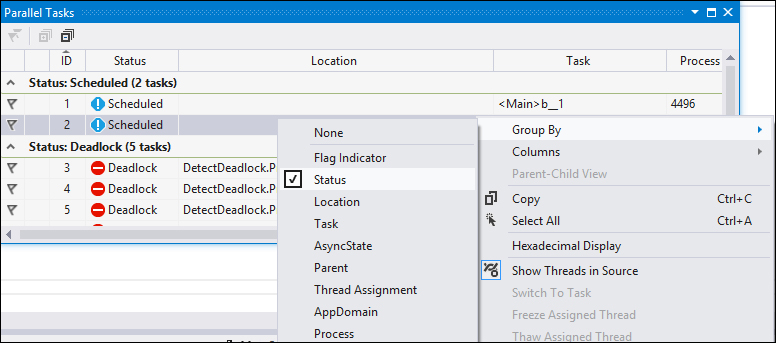 Parallel Tasks
ID Status Location Task Process
Status: Scheduled (2 tasks)
1 Scheduled <Main>b__1 4496
2 Scheduled
Status: Deadlock (5 tasks)
3 Deadlock DetectDeadlock.P
4 Deadlock DetectDeadlock.P
5 Deadlock DetectDeadlock.P
None
Flag Indicator
Status
Location
Task
AsyncState
Parent
Thread Assignment
AppDomain
Process
Group By
Columns
Parent-Child View
Copy Ctrl+C
Select All Ctrl+A
Hexadecimal Display
Show Threads in Source
Switch To Task
Freeze Assigned Thread
Thaw Assigned Thread